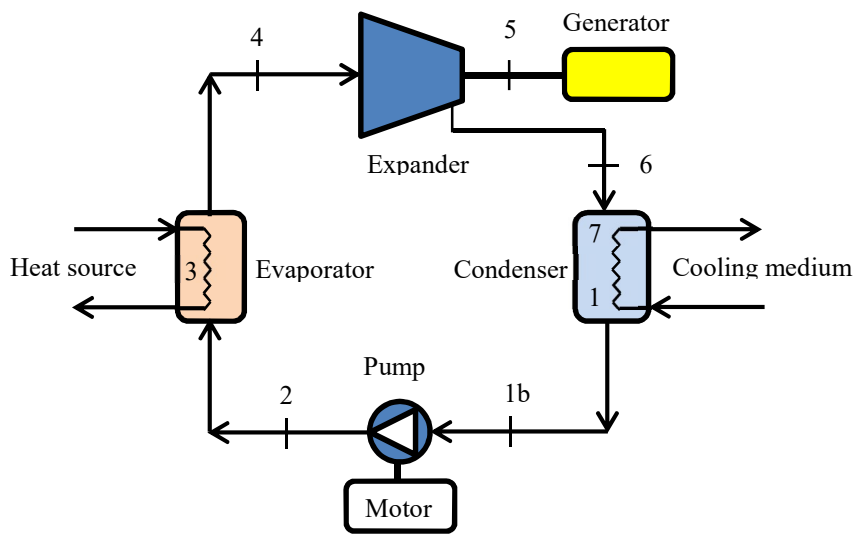 Generator
4
5
Expander
6
Heat source
3
Evaporator
Condenser
7
1
Cooling medium
Pump
2
1b
Motor